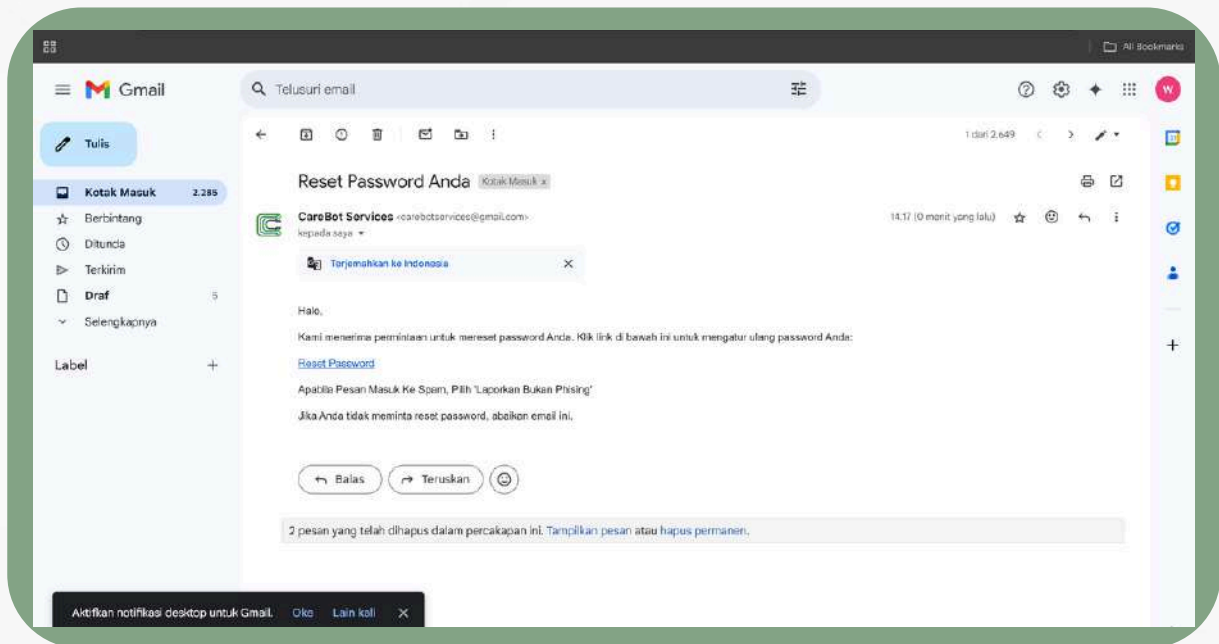 All Bookmarks
Gmail
Telusuri email
W
Tulis
1 dari 2.649
Reset Password Anda Kotak Masuk x
Kotak Masuk 2.285
CareBot Services <carebotservices@gmail.com>
14.17 (0 menit yang lalu)
Berbintang
kepada saya
Ditunda
Terjemahkan ke Indonesia
Terkirim
Draf 5
Halo,
Selengkapnya
Kami menerima permintaan untuk mereset password Anda. Klik link di bawah ini untuk mengatur ulang password Anda:
Label
Reset Password
Apabila Pesan Masuk Ke Spam, Pilih 'Laporkan Bukan Phising'
Jika Anda tidak meminta reset password, abaikan email ini.
Balas
Teruskan
2 pesan yang telah dihapus dalam percakapan ini. Tampilkan pesan atau hapus permanen.
Aktifkan notifikasi desktop untuk Gmail. Oke Lain kali